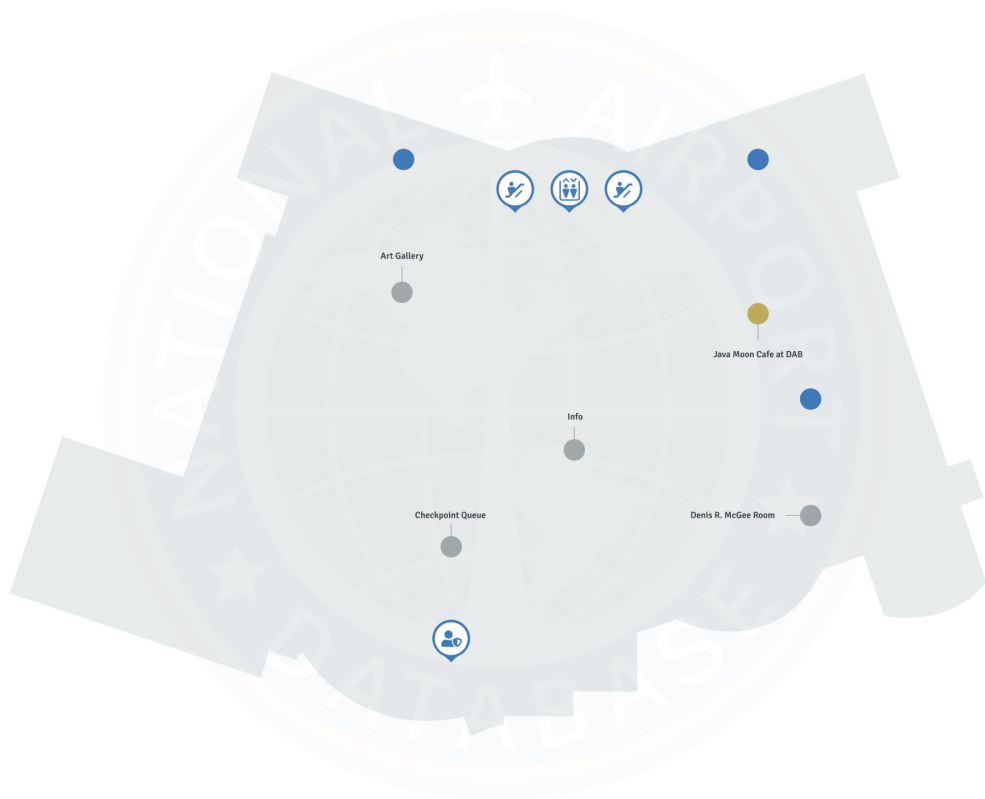 NATIONAL AIRPORT
Art Gallery
Java Moon Cafe at DAB
Info
Checkpoint Queue
Denis R. McGee Room
DATABASE